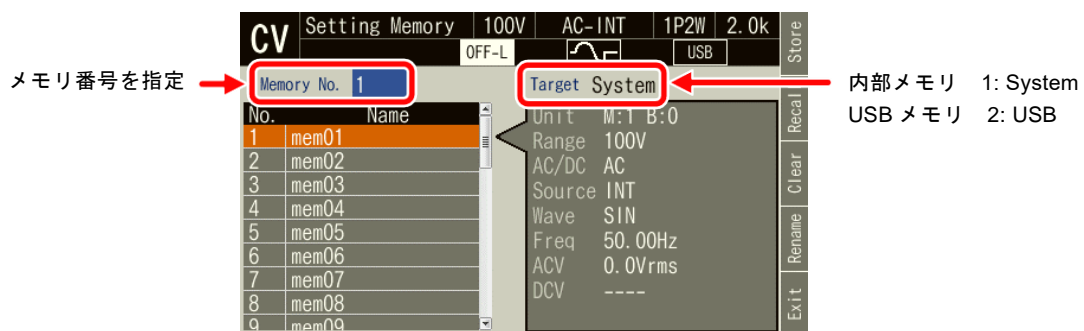 CV Setting Memory 100V AC-INT 1P2W 2.0k
OFF-L USB
メモリ番号を指定
Memory No. 1
Target System
内部メモリ 1: System
USB メモリ 2: USB
No. Name
1 mem01
2 mem02
3 mem03
4 mem04
5 mem05
6 mem06
7 mem07
8 mem08
9 mem09
Unit M:1 B:0
Range 100V
AC/DC AC
Source INT
Wave SIN
Freq 50.00Hz
ACV 0.0Vrms
DCV ----
Store
Recal
Clear
Rename
Exit